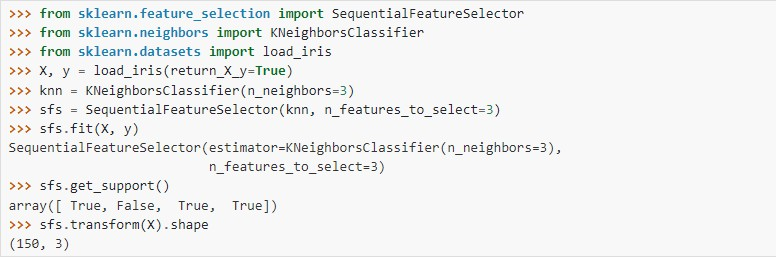 >>> from sklearn.feature_selection import SequentialFeatureSelector
>>> from sklearn.neighbors import KNeighborsClassifier
>>> from sklearn.datasets import load_iris
>>> X, y = load_iris(return_X_y=True)
>>> knn = KNeighborsClassifier(n_neighbors=3)
>>> sfs = SequentialFeatureSelector(knn, n_features_to_select=3)
>>> sfs.fit(X, y)
SequentialFeatureSelector(estimator=KNeighborsClassifier(n_neighbors=3),
                          n_features_to_select=3)
>>> sfs.get_support()
array([ True, False,  True,  True])
>>> sfs.transform(X).shape
(150, 3)